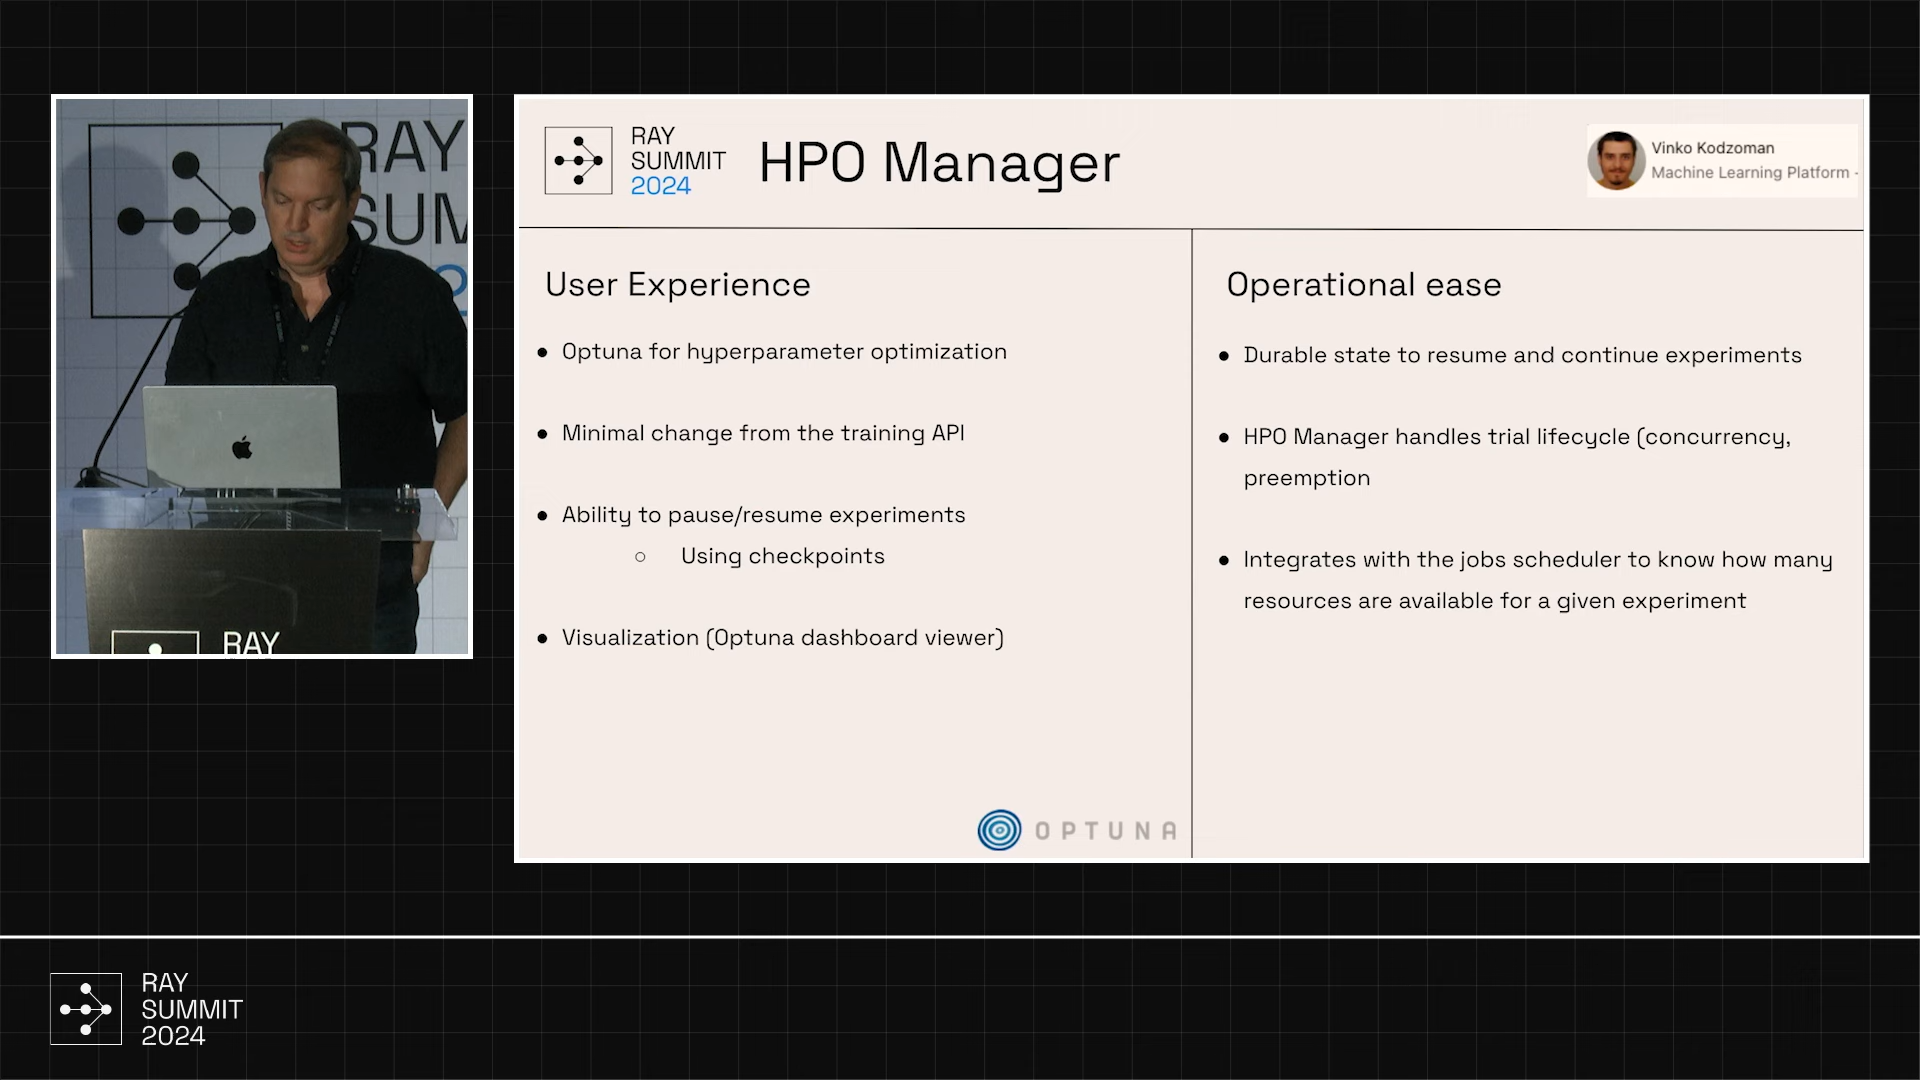 RAY
SUM
2
RAY
RAY
SUMMIT
2024
HPO Manager
Vinko Kodzoman
Machine Learning Platform -
User Experience
● Optuna for hyperparameter optimization
● Minimal change from the training API
● Ability to pause/resume experiments
○ Using checkpoints
● Visualization (Optuna dashboard viewer)
OPTUNA
Operational ease
● Durable state to resume and continue experiments
● HPO Manager handles trial lifecycle (concurrency,
preemption
● Integrates with the jobs scheduler to know how many
resources are available for a given experiment
RAY
SUMMIT
2024